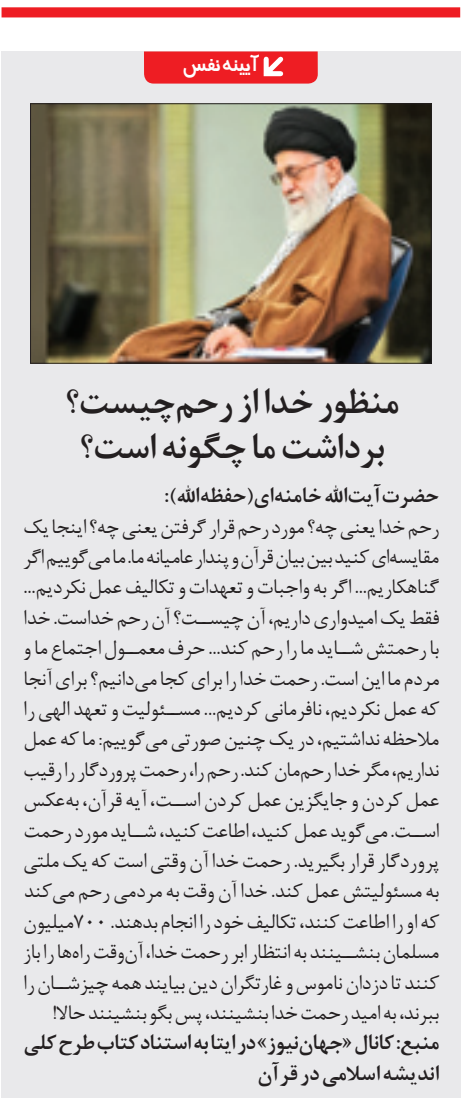 آیینه نفس
منظور خدا از رحم چیست؟
برداشت ما چگونه است؟
حضرت آیت‌الله خامنه‌ای (حفظه‌الله):
رحم خدا یعنی چه؟ مورد رحم قرار گرفتن یعنی چه؟ اینجا یک
مقایسه‌ای کنید بین بیان قرآن و پندار عامیانه ما. ما می‌گوییم اگر
گناهکاریم... اگر به واجبات و تعهدات و تکالیف عمل نکردیم...
فقط یک امیدواری داریم، آن چیست؟ آن رحم خداست. خدا
با رحمتش شاید ما را رحم کند... حرف معمول اجتماع ما و
مردم ما این است. رحمت خدا را برای کجا می‌دانیم؟ برای آنجا
که عمل نکردیم، نافرمانی کردیم... مسئولیت و تعهد الهی را
ملاحظه نداشتیم، در یک چنین صورتی می‌گوییم: ما که عمل
نداریم، مگر خدا رحم‌مان کند. رحم را، رحمت پروردگار را رقیب
عمل کردن و جایگزین عمل کردن است، آیه قرآن، به‌عکس
است. می‌گوید عمل کنید، اطاعت کنید، شاید مورد رحمت
پروردگار قرار بگیرید. رحمت خدا آن وقتی است که یک ملتی
به مسئولیتش عمل کند. خدا آن وقت به مردمی رحم می‌کند
که او را اطاعت کنند، تکالیف خود را انجام بدهند. ۷۰۰ میلیون
مسلمان بنشینند به انتظار ابر رحمت خدا، آن‌وقت راه‌ها را باز
کنند تا دزدان ناموس و غارتگران دین بیایند همه چیزشان را
ببرند، به امید رحمت خدا بنشینند، پس بگو بنشینند حالا!
منبع: کانال «جهان‌نیوز» در ایتا به استناد کتاب طرح کلی
اندیشه اسلامی در قرآن